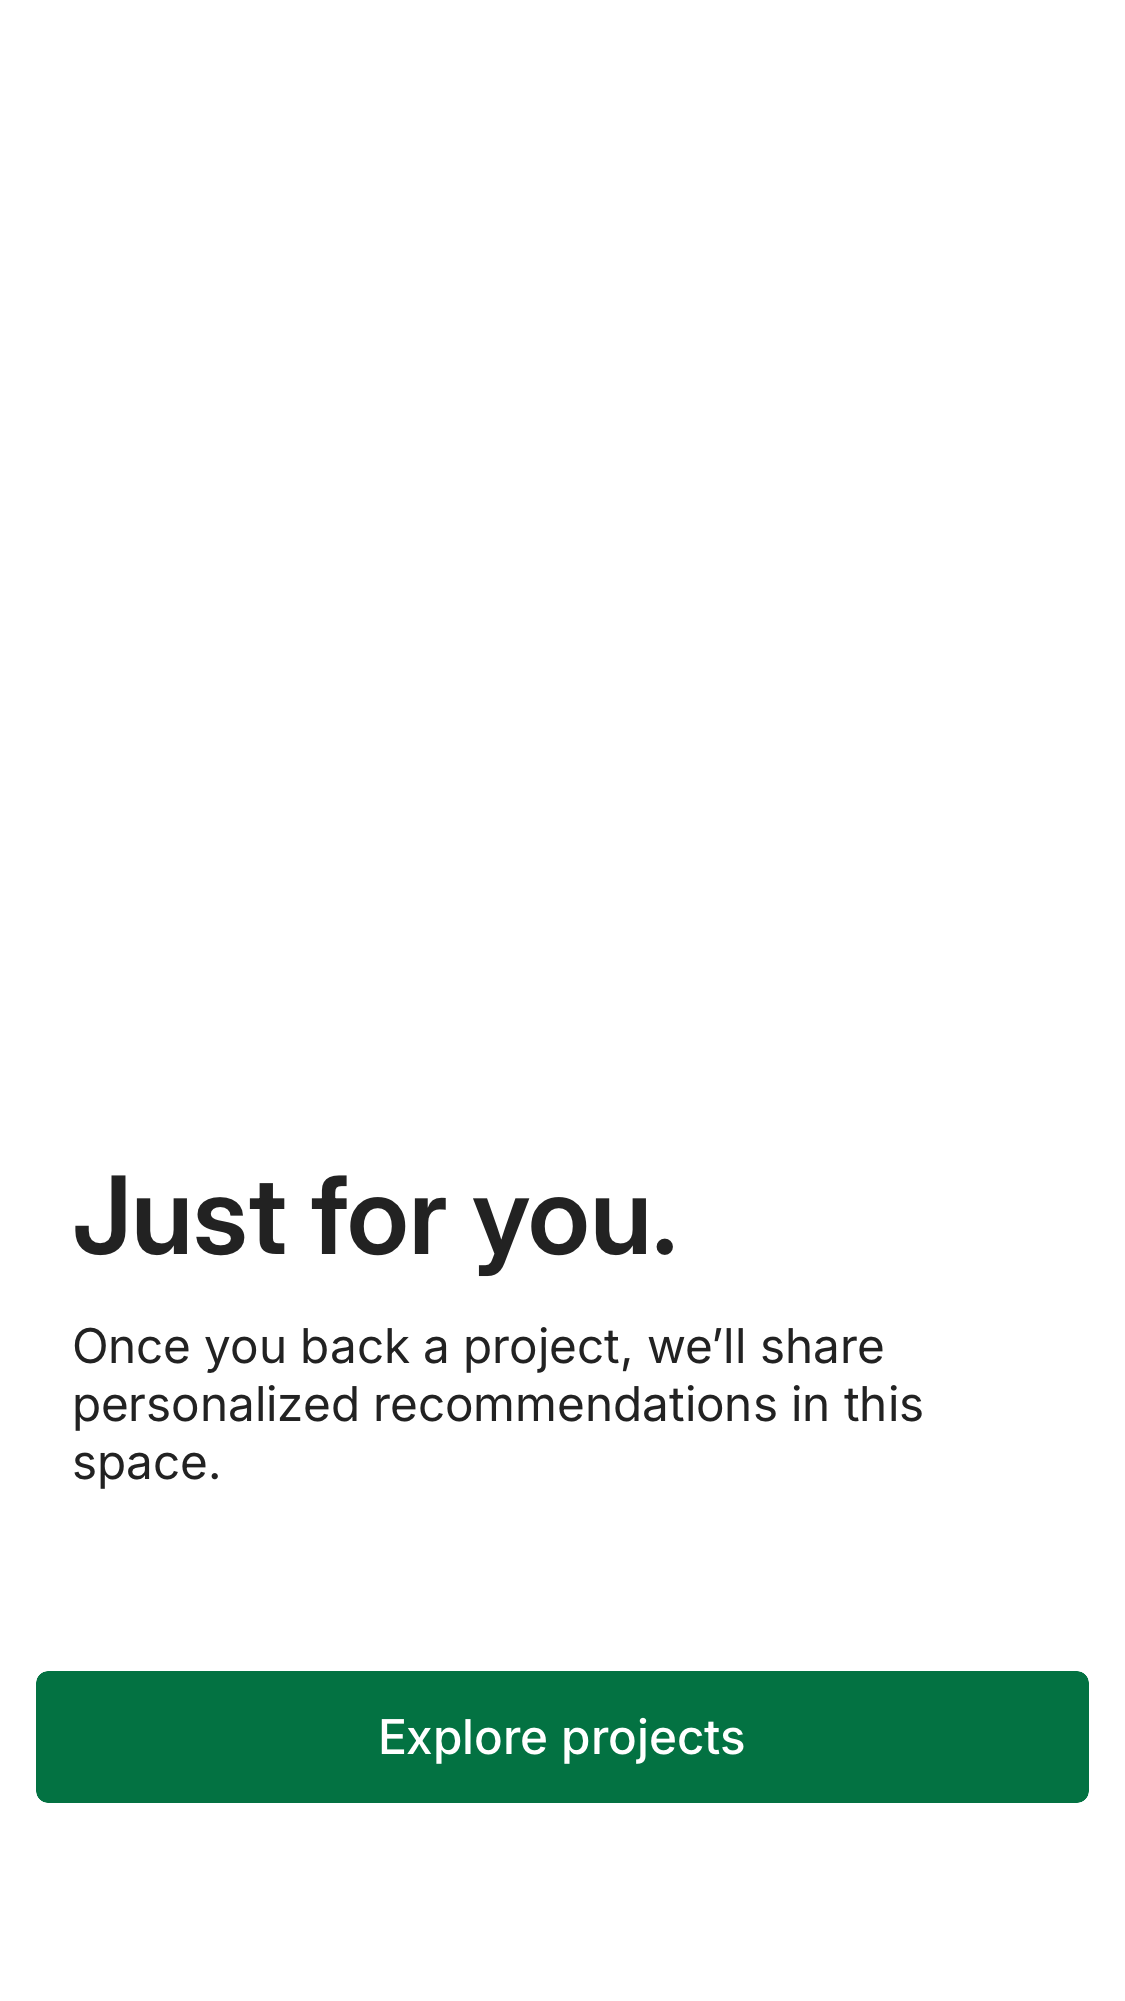 Just for you.
Once you back a project, we’ll share
personalized recommendations in this
space.
Explore projects